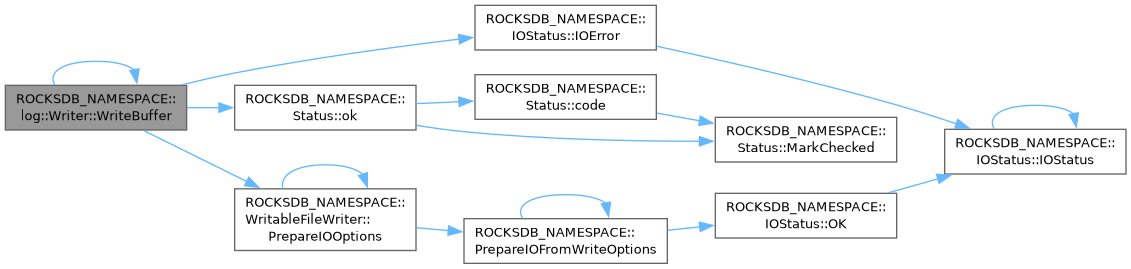 ROCKSDB_NAMESPACE::
log::Writer::WriteBuffer
ROCKSDB_NAMESPACE::
IOStatus::IOError
ROCKSDB_NAMESPACE::
Status::ok
ROCKSDB_NAMESPACE::
Status::code
ROCKSDB_NAMESPACE::
Status::MarkChecked
ROCKSDB_NAMESPACE::
IOStatus::IOStatus
ROCKSDB_NAMESPACE::
WritableFileWriter::
PrepareIOOptions
ROCKSDB_NAMESPACE::
PrepareIOFromWriteOptions
ROCKSDB_NAMESPACE::
IOStatus::OK